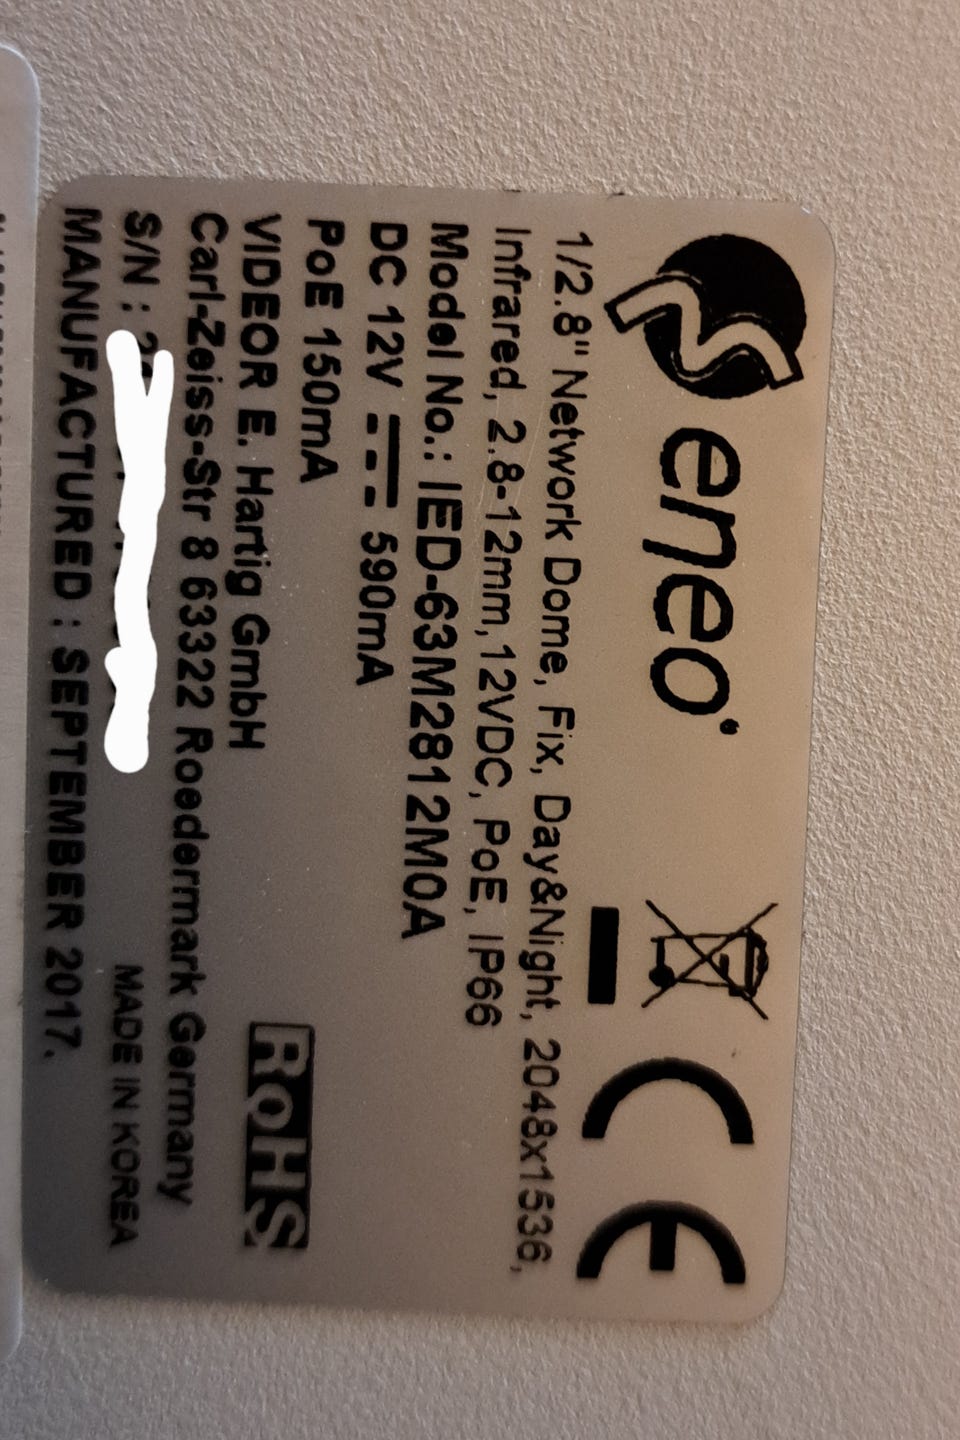 eneo
1/2.8" Network Dome, Fix, Day&Night, 2048x1536,
Infrared, 2.8-12mm,12VDC, PoE, IP66
Model No.: IED-63M2812M0A
DC 12V 590mA
PoE 150mA
RoHS
VIDEOR E. Hartig GmbH
Carl-Zeiss-Str 8 63322 Roedermark Germany
S/N :
MADE IN KOREA
MANUFACTURED : SEPTEMBER 2017.